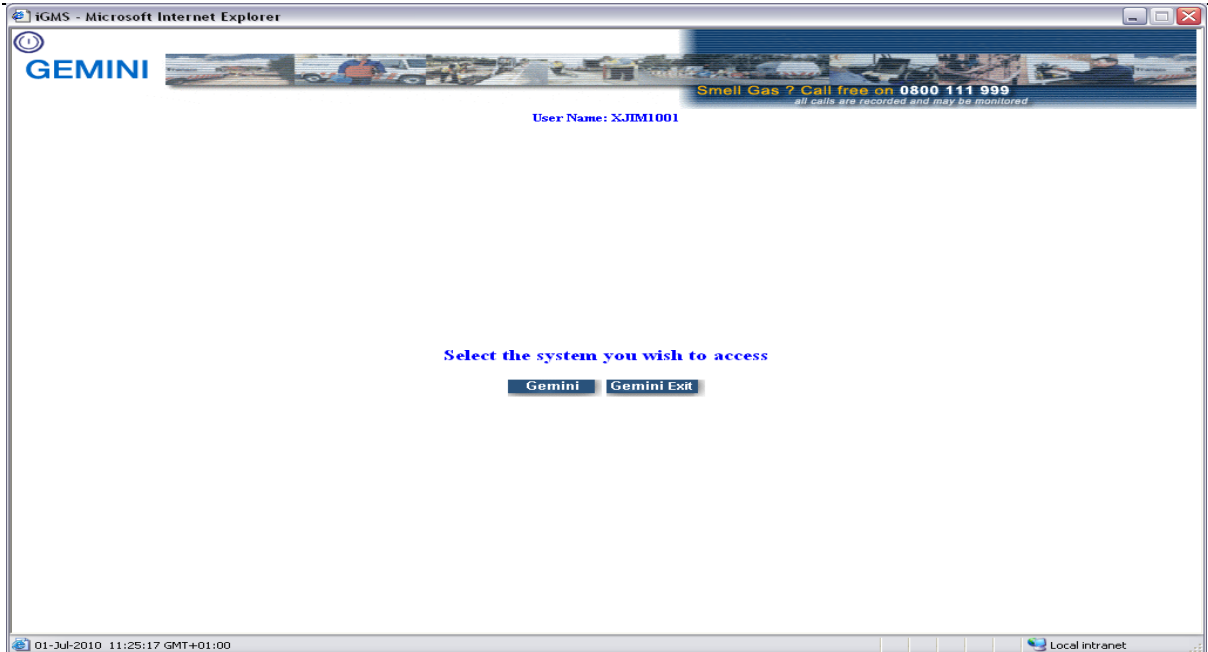 iGMS - Microsoft Internet Explorer
GEMINI
Smell Gas ? Call free on 0800 111 999
all calls are recorded and may be monitored
User Name: XJIM1001
Select the system you wish to access
Gemini Gemini Exit
01-Jul-2010 11:25:17 GMT+01:00 Local intranet